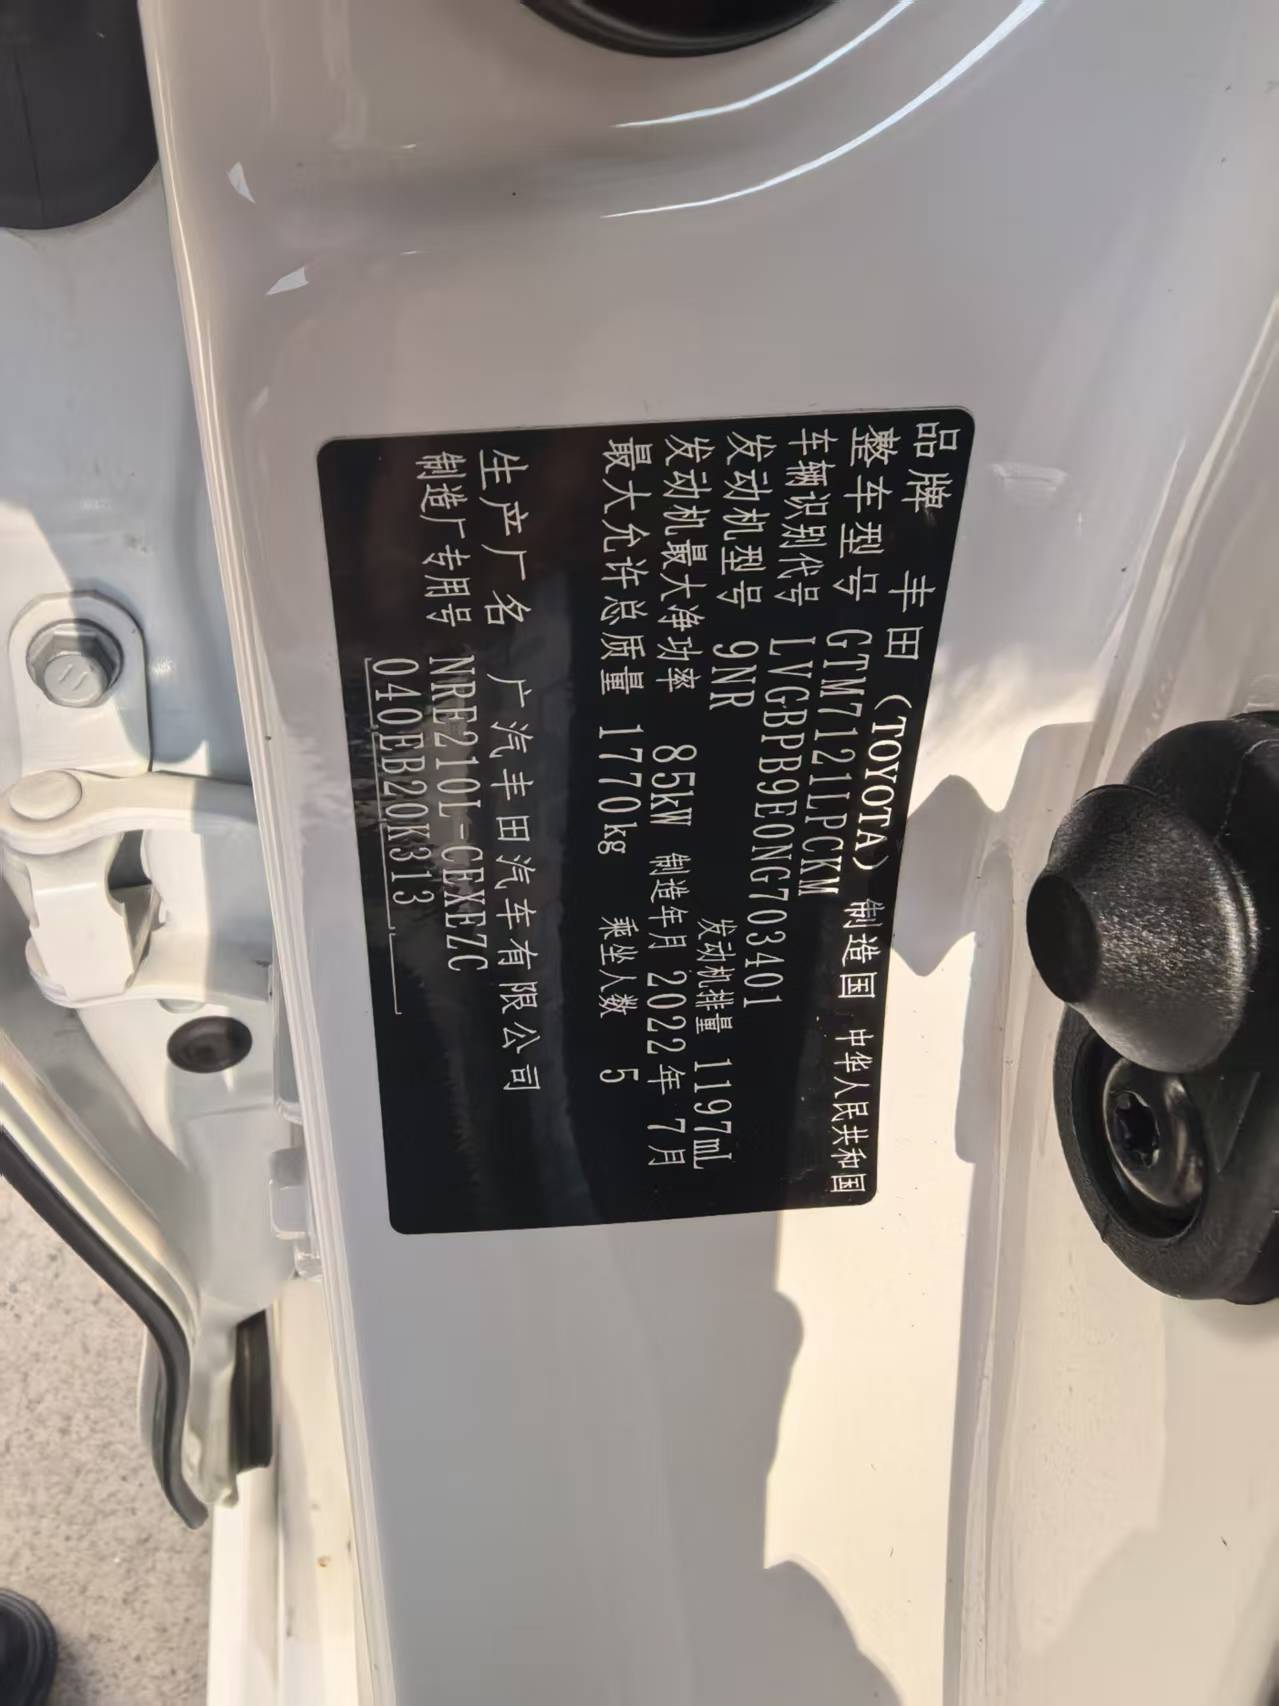 品牌 丰田 (TOYOTA) 制造国 中华人民共和国
整车型号 GTM7121LPCKM
车辆识别代号 LVGBPB9E0NG703401
发动机型号 9NR 发动机排量 1197mL
发动机最大净功率 85kW 制造年月 2022年 7月
最大允许总质量 1770kg 乘坐人数 5
生产厂名 广汽丰田汽车有限公司
制造厂专用号 NRE210L-CEXEZC
040EB20K313